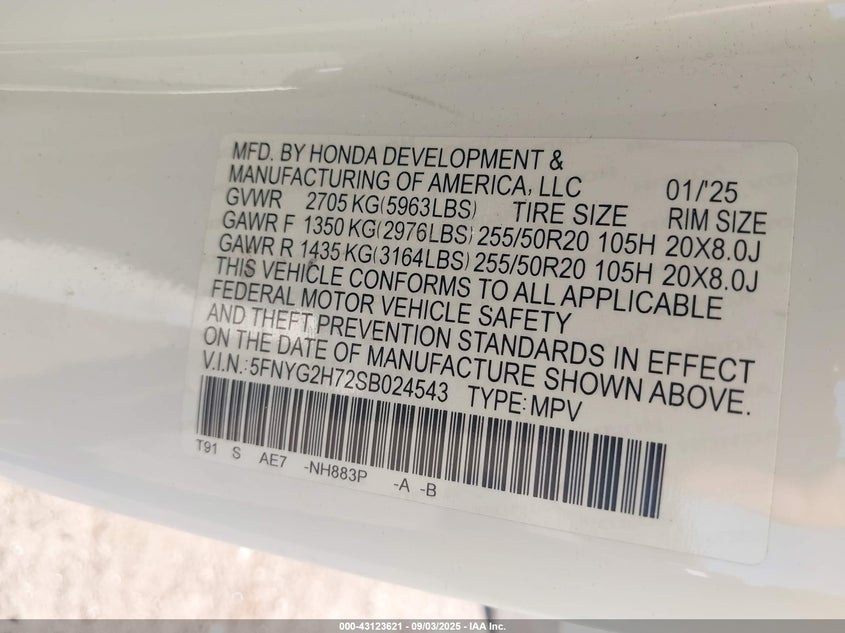 MFD. BY HONDA DEVELOPMENT &
MANUFACTURING OF AMERICA, LLC 01/'25
GVWR 2705 KG(5963LBS) TIRE SIZE RIM SIZE
GAWR F 1350 KG(2976LBS) 255/50R20 105H 20X8.0J
GAWR R 1435 KG(3164LBS) 255/50R20 105H 20X8.0J
THIS VEHICLE CONFORMS TO ALL APPLICABLE
FEDERAL MOTOR VEHICLE SAFETY
AND THEFT PREVENTION STANDARDS IN EFFECT
ON THE DATE OF MANUFACTURE SHOWN ABOVE.
V.I.N.: 5FNYG2H72SB024543 TYPE: MPV
T91 S AE7 -NH883P -A -B
000-43123621 - 09/03/2025 - IAA Inc.